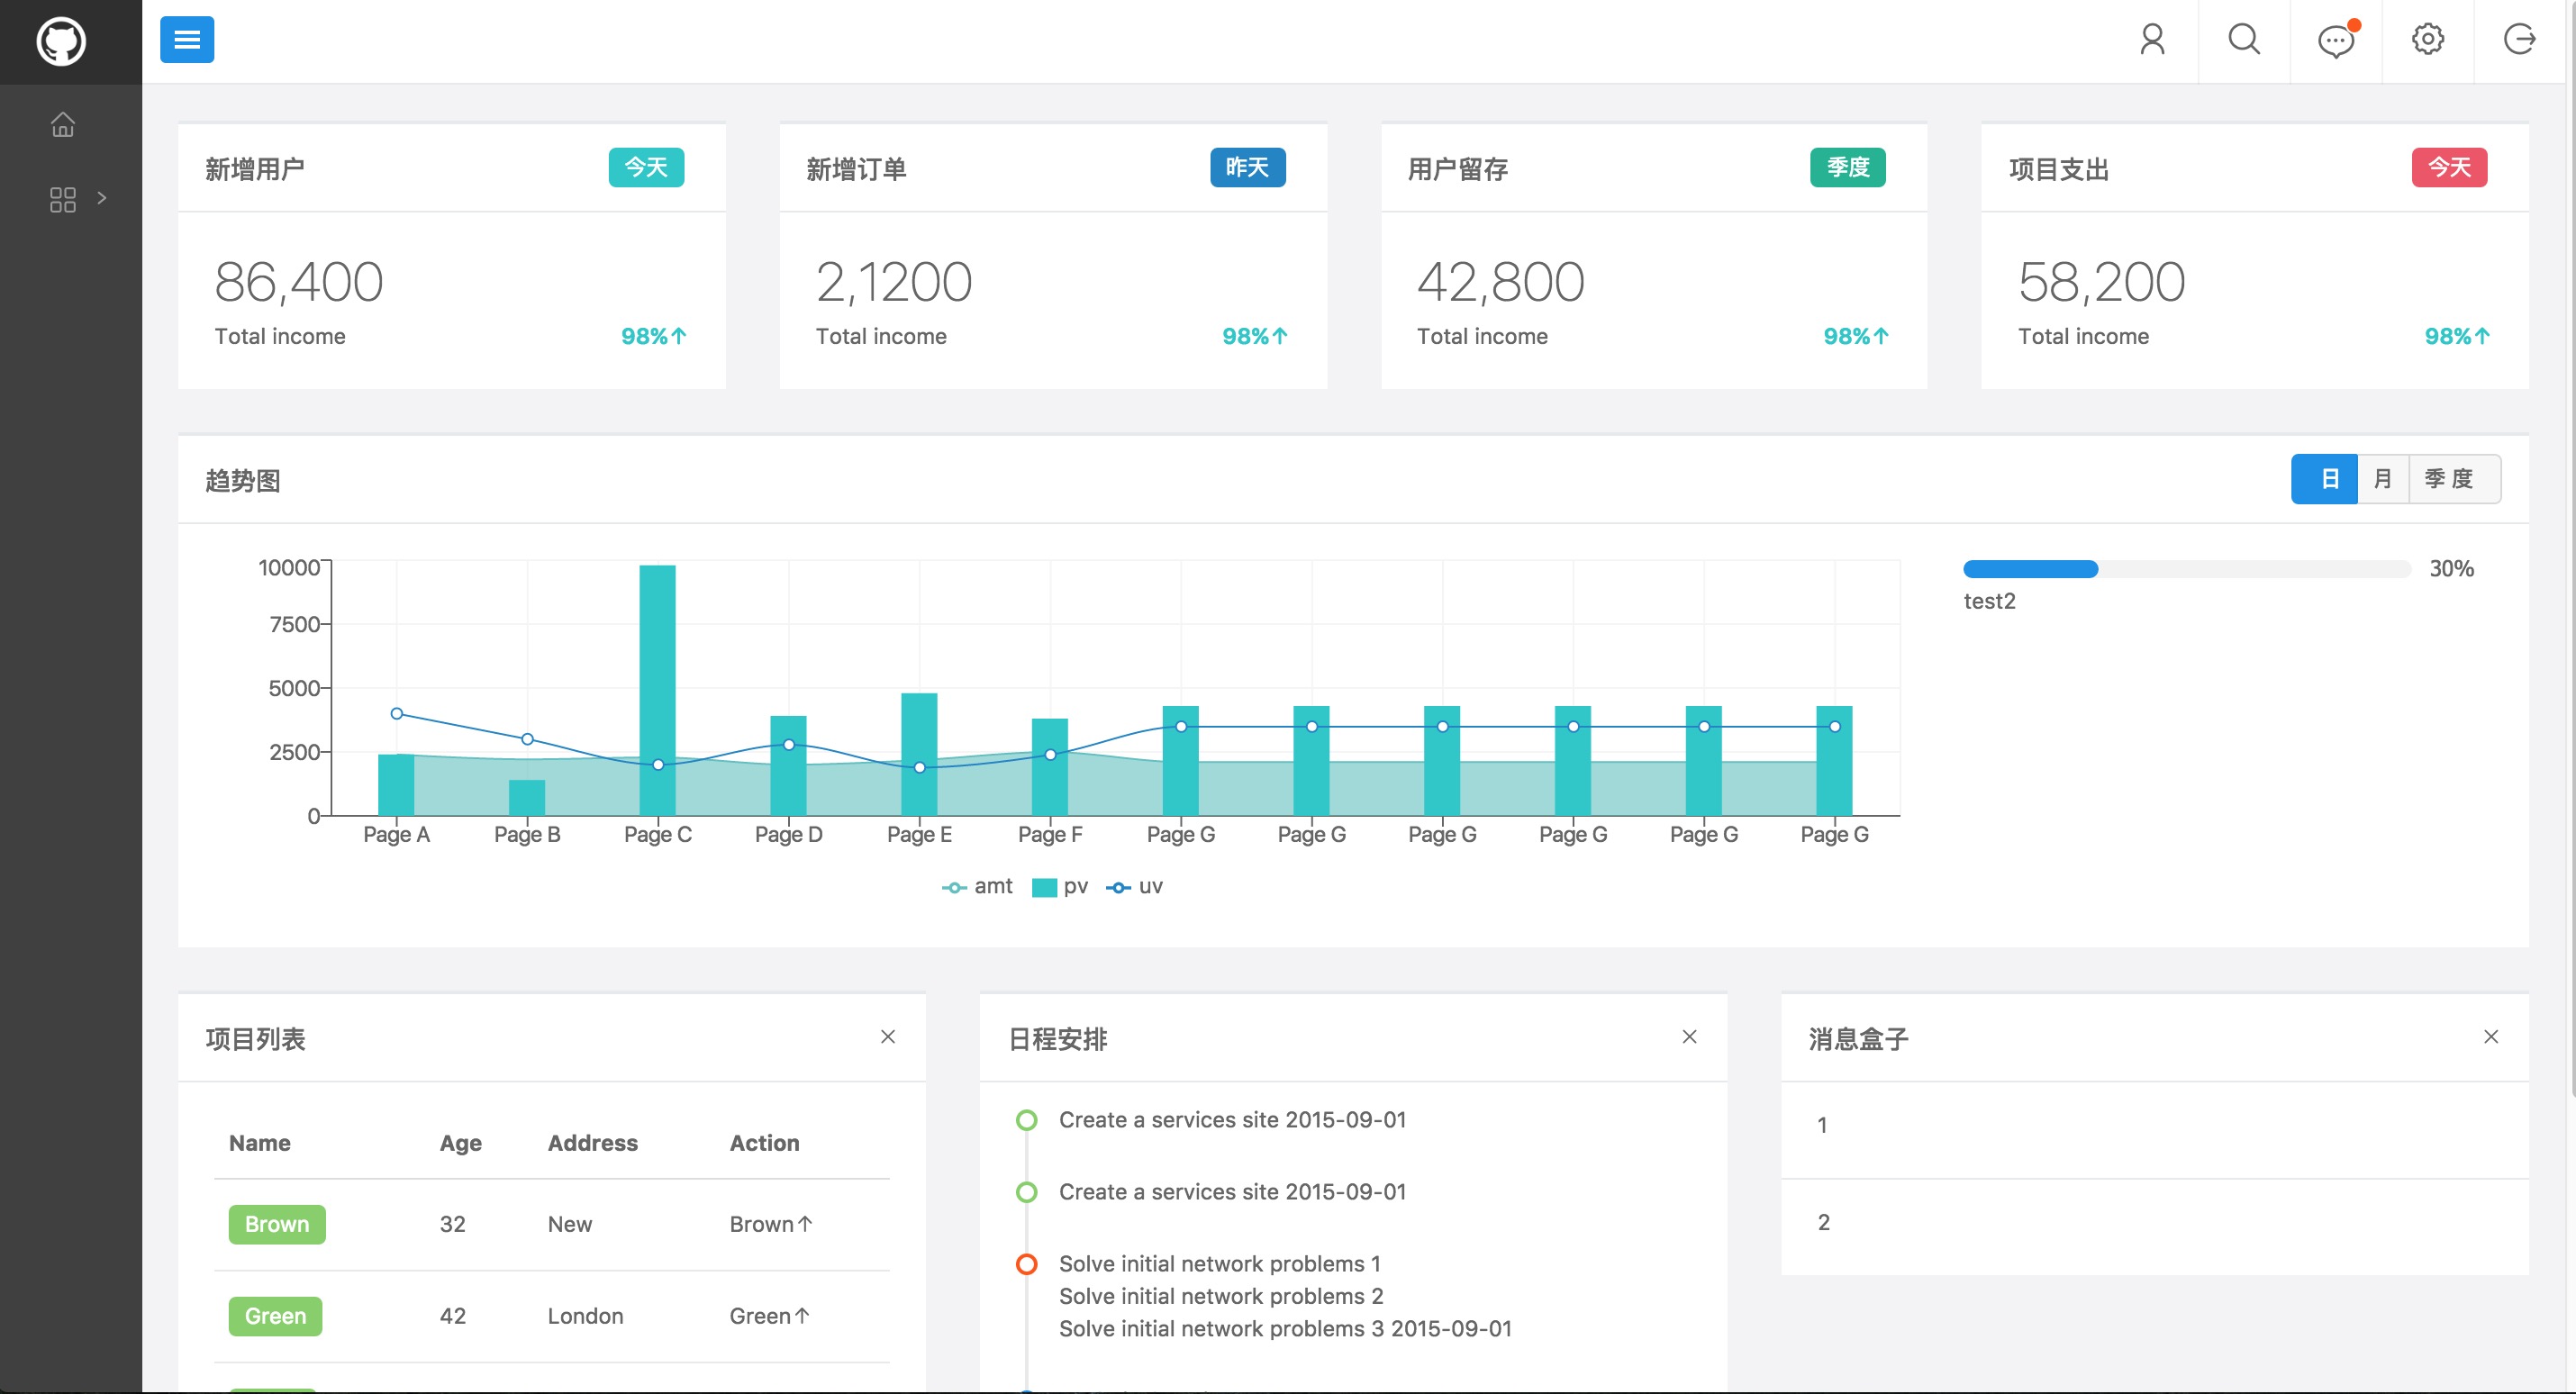 新增用户 今天
86,400
Total income 98%↑
新增订单 昨天
2,1200
Total income 98%↑
用户留存 季度
42,800
Total income 98%↑
项目支出 今天
58,200
Total income 98%↑
趋势图 日 月 季 度
10000
7500
5000
2500
0
Page A Page B Page C Page D Page E Page F Page G Page G Page G Page G Page G Page G
amt pv uv
30%
test2
项目列表
Name Age Address Action
Brown 32 New Brown↑
Green 42 London Green↑
日程安排
Create a services site 2015-09-01
Create a services site 2015-09-01
Solve initial network problems 1
Solve initial network problems 2
Solve initial network problems 3 2015-09-01
消息盒子
1
2